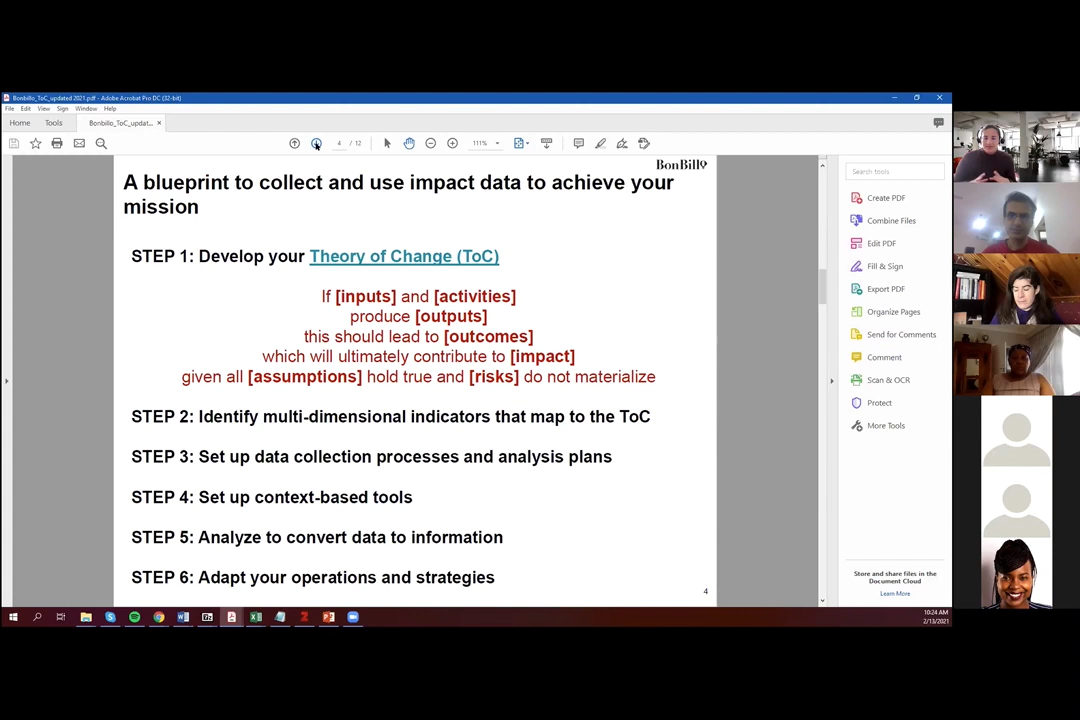 Bonbillo_ToC_updated 2021.pdf - Adobe Acrobat Pro DC (32-bit)
File Edit View Sign Window Help
Home Tools Bonbillo_ToC_updat... ×
4 / 12 111%
BonBillo
A blueprint to collect and use impact data to achieve your
mission
STEP 1: Develop your Theory of Change (ToC)
If [inputs] and [activities]
produce [outputs]
this should lead to [outcomes]
which will ultimately contribute to [impact]
given all [assumptions] hold true and [risks] do not materialize
STEP 2: Identify multi-dimensional indicators that map to the ToC
STEP 3: Set up data collection processes and analysis plans
STEP 4: Set up context-based tools
STEP 5: Analyze to convert data to information
STEP 6: Adapt your operations and strategies
4
Search tools
Create PDF
Combine Files
Edit PDF
Fill & Sign
Export PDF
Organize Pages
Send for Comments
Comment
Scan & OCR
Protect
More Tools
Store and share files in the
Document Cloud
Learn More
10:24 AM
2/13/2021